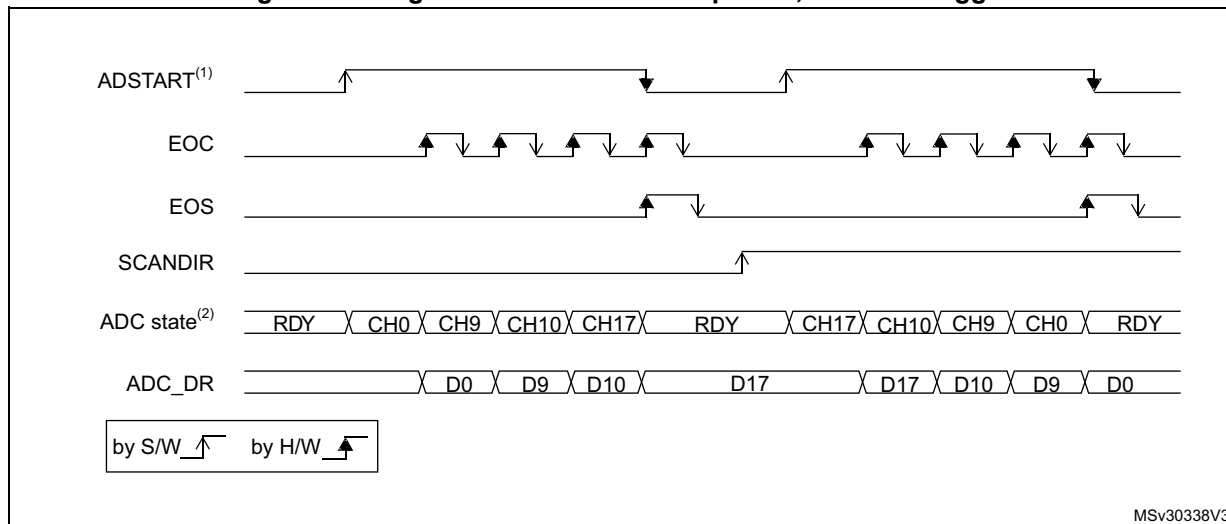 ADSTART(1)
EOC
EOS
SCANDIR
ADC state(2) RDY CH0 CH9 CH10 CH17 RDY CH17 CH10 CH9 CH0 RDY
ADC_DR D0 D9 D10 D17 D17 D10 D9 D0
by S/W by H/W
MSv30338V3